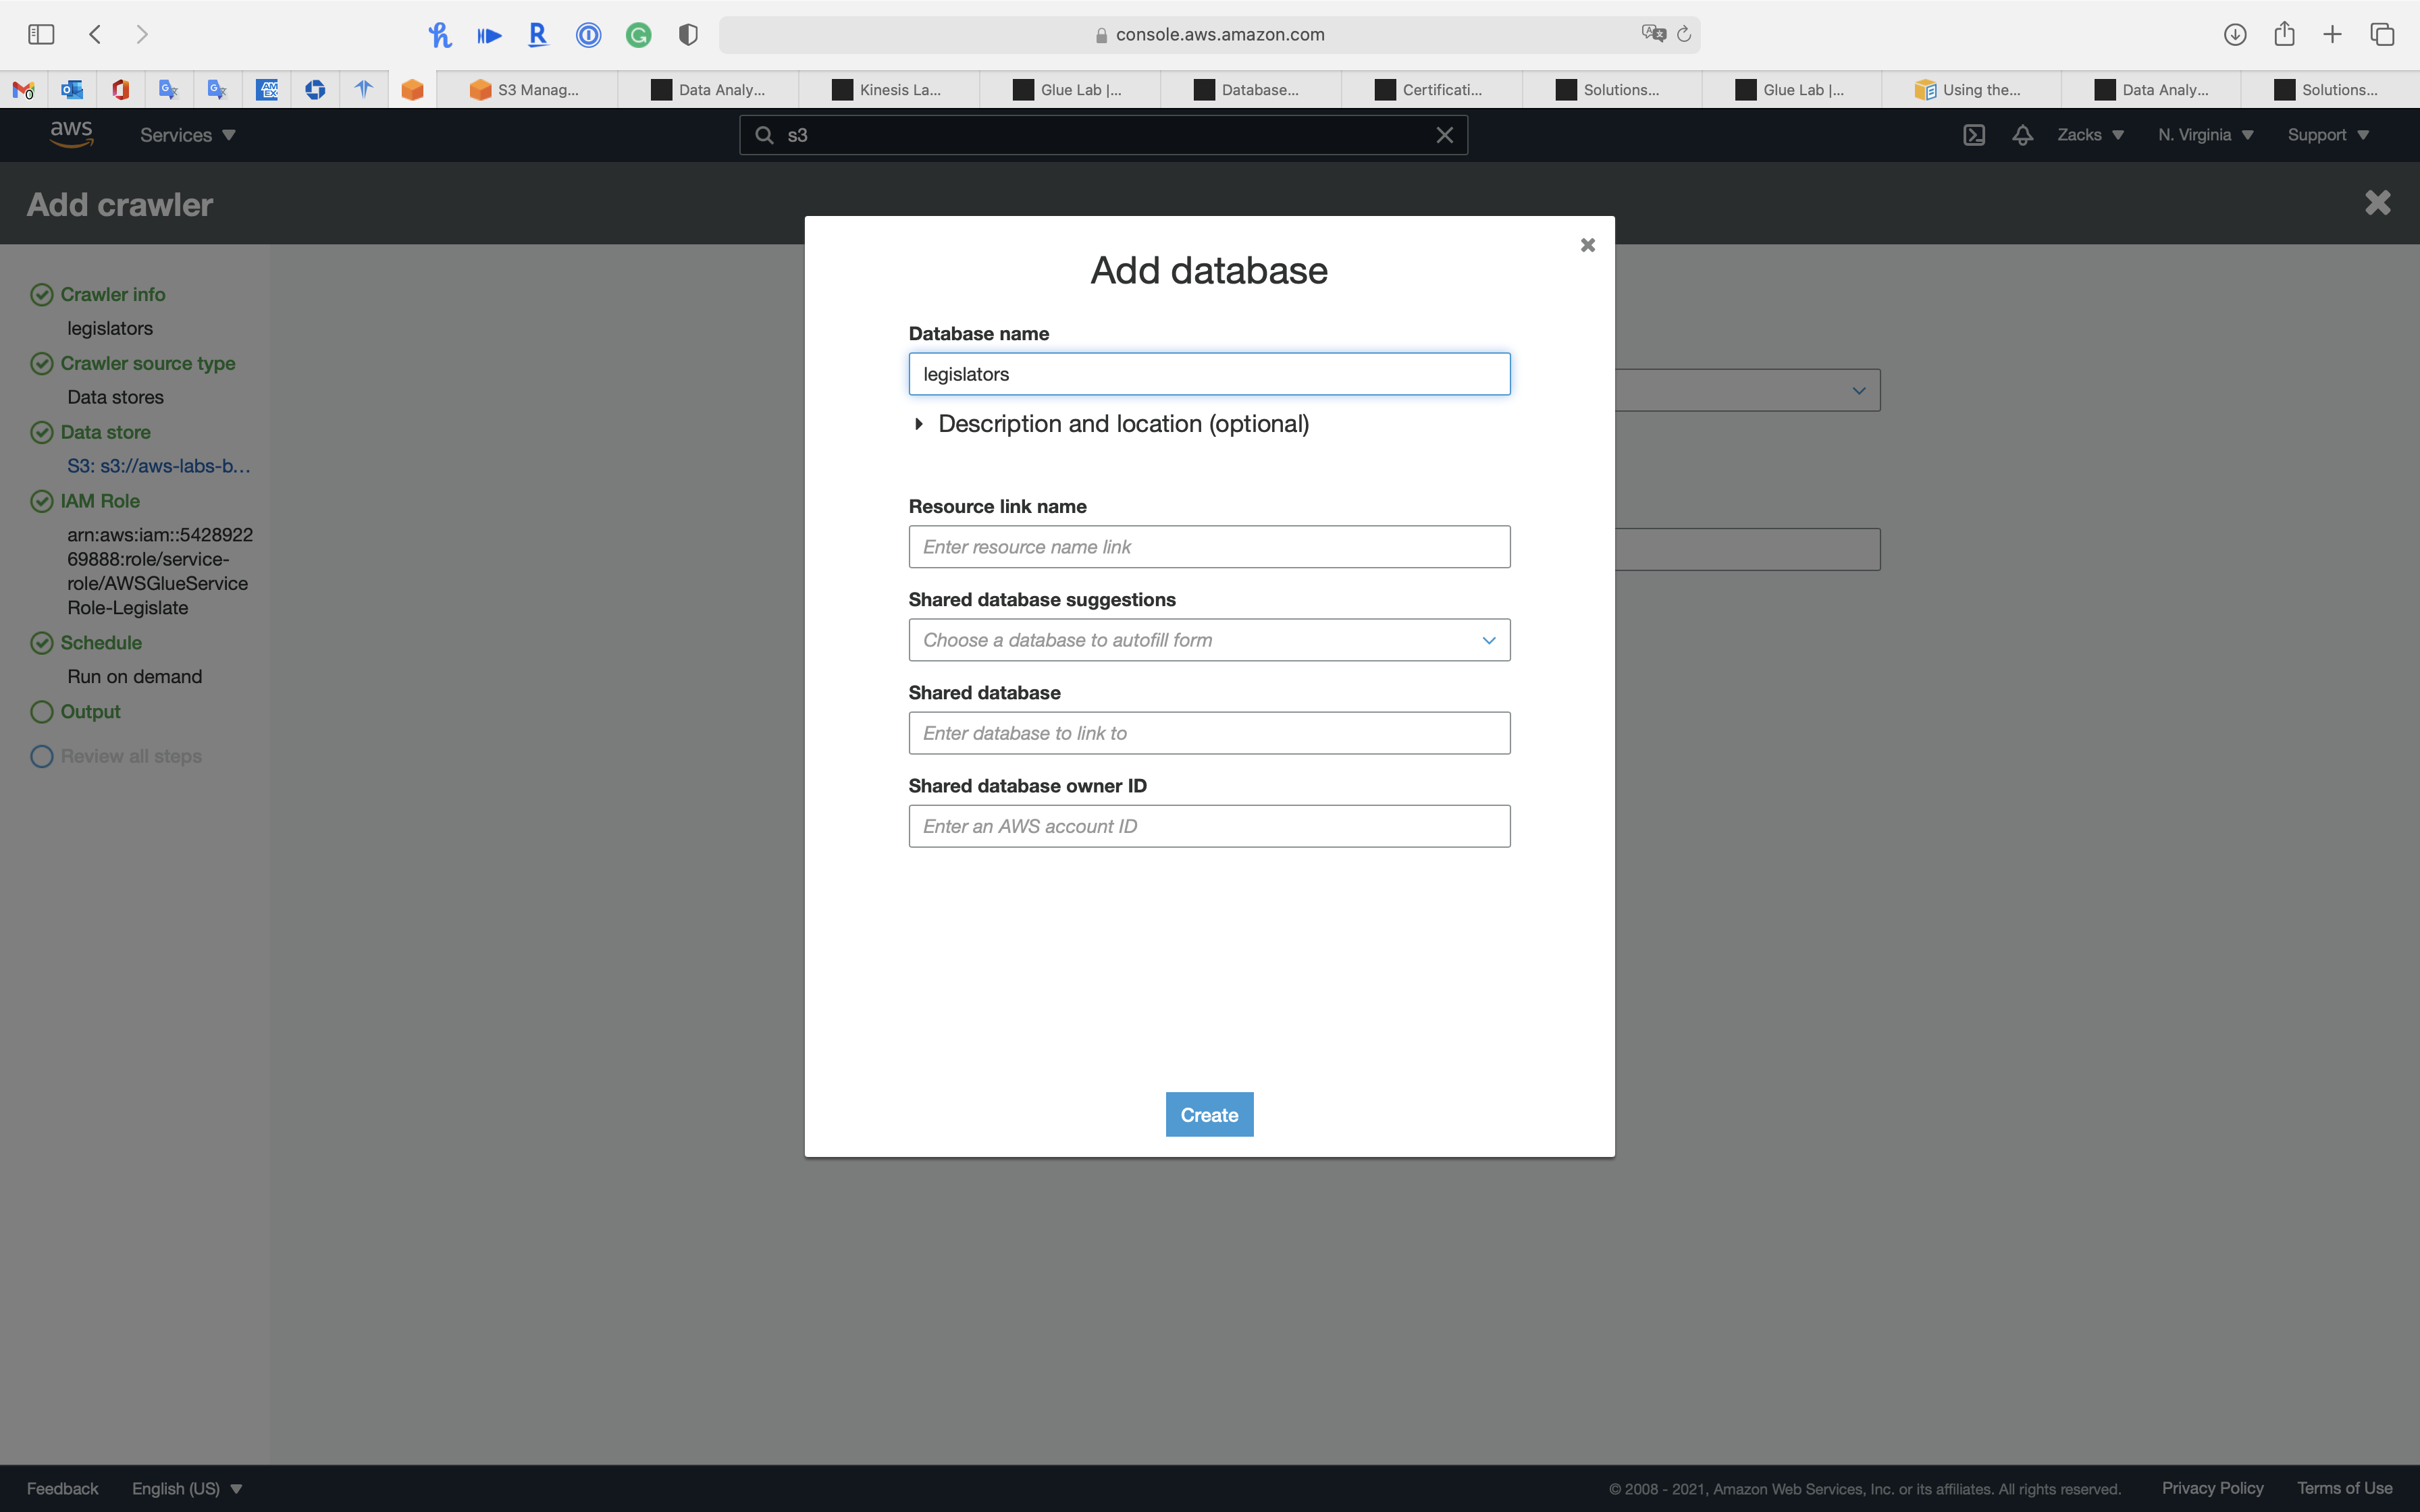 console.aws.amazon.com
S3 Manag...
Data Analy...
Kinesis La...
Glue Lab |...
Database...
Certificati...
Solutions...
Glue Lab |...
Using the...
Data Analy...
Solutions...
aws
Services
s3
Zacks
N. Virginia
Support
Add crawler
Crawler info
legislators
Crawler source type
Data stores
Data store
S3: s3://aws-labs-b...
IAM Role
arn:aws:iam::5428922
69888:role/service-
role/AWSGlueService
Role-Legislate
Schedule
Run on demand
Output
Review all steps
Add database
Database name
legislators
Description and location (optional)
Resource link name
Enter resource name link
Shared database suggestions
Choose a database to autofill form
Shared database
Enter database to link to
Shared database owner ID
Enter an AWS account ID
Create
Feedback
English (US)
© 2008 - 2021, Amazon Web Services, Inc. or its affiliates. All rights reserved.
Privacy Policy
Terms of Use